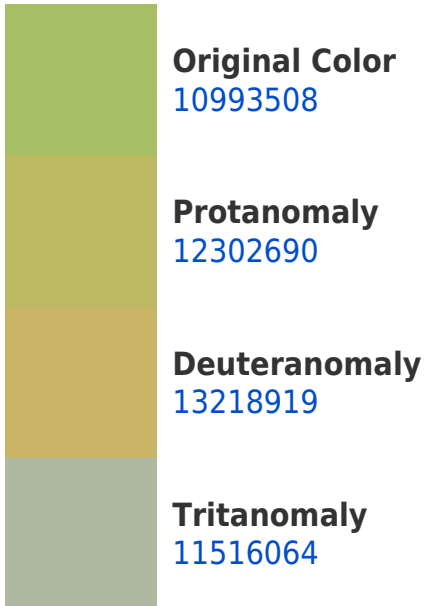 Original Color
10993508
Protanomaly
12302690
Deuteranomaly
13218919
Tritanomaly
11516064